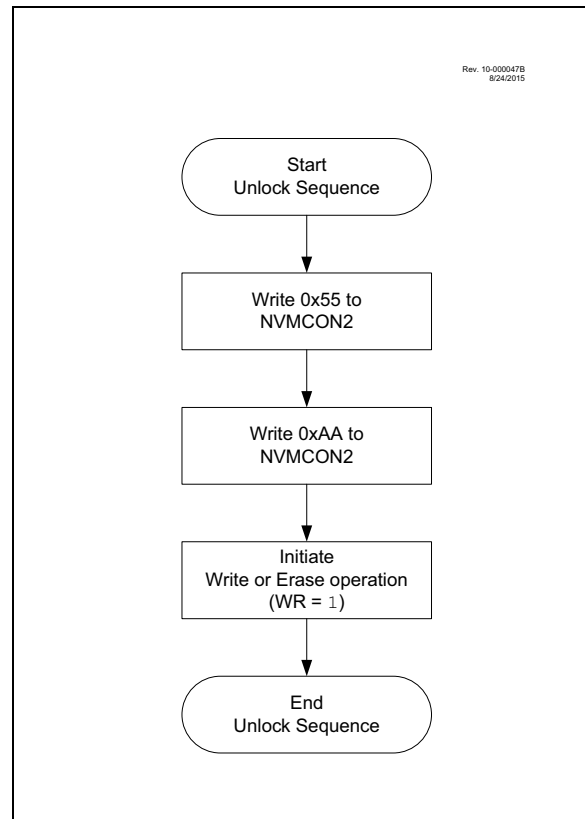 Rev. 10-000047B
8/24/2015
Start
Unlock Sequence
Write 0x55 to
NVMCON2
Write 0xAA to
NVMCON2
Initiate
Write or Erase operation
(WR = 1)
End
Unlock Sequence